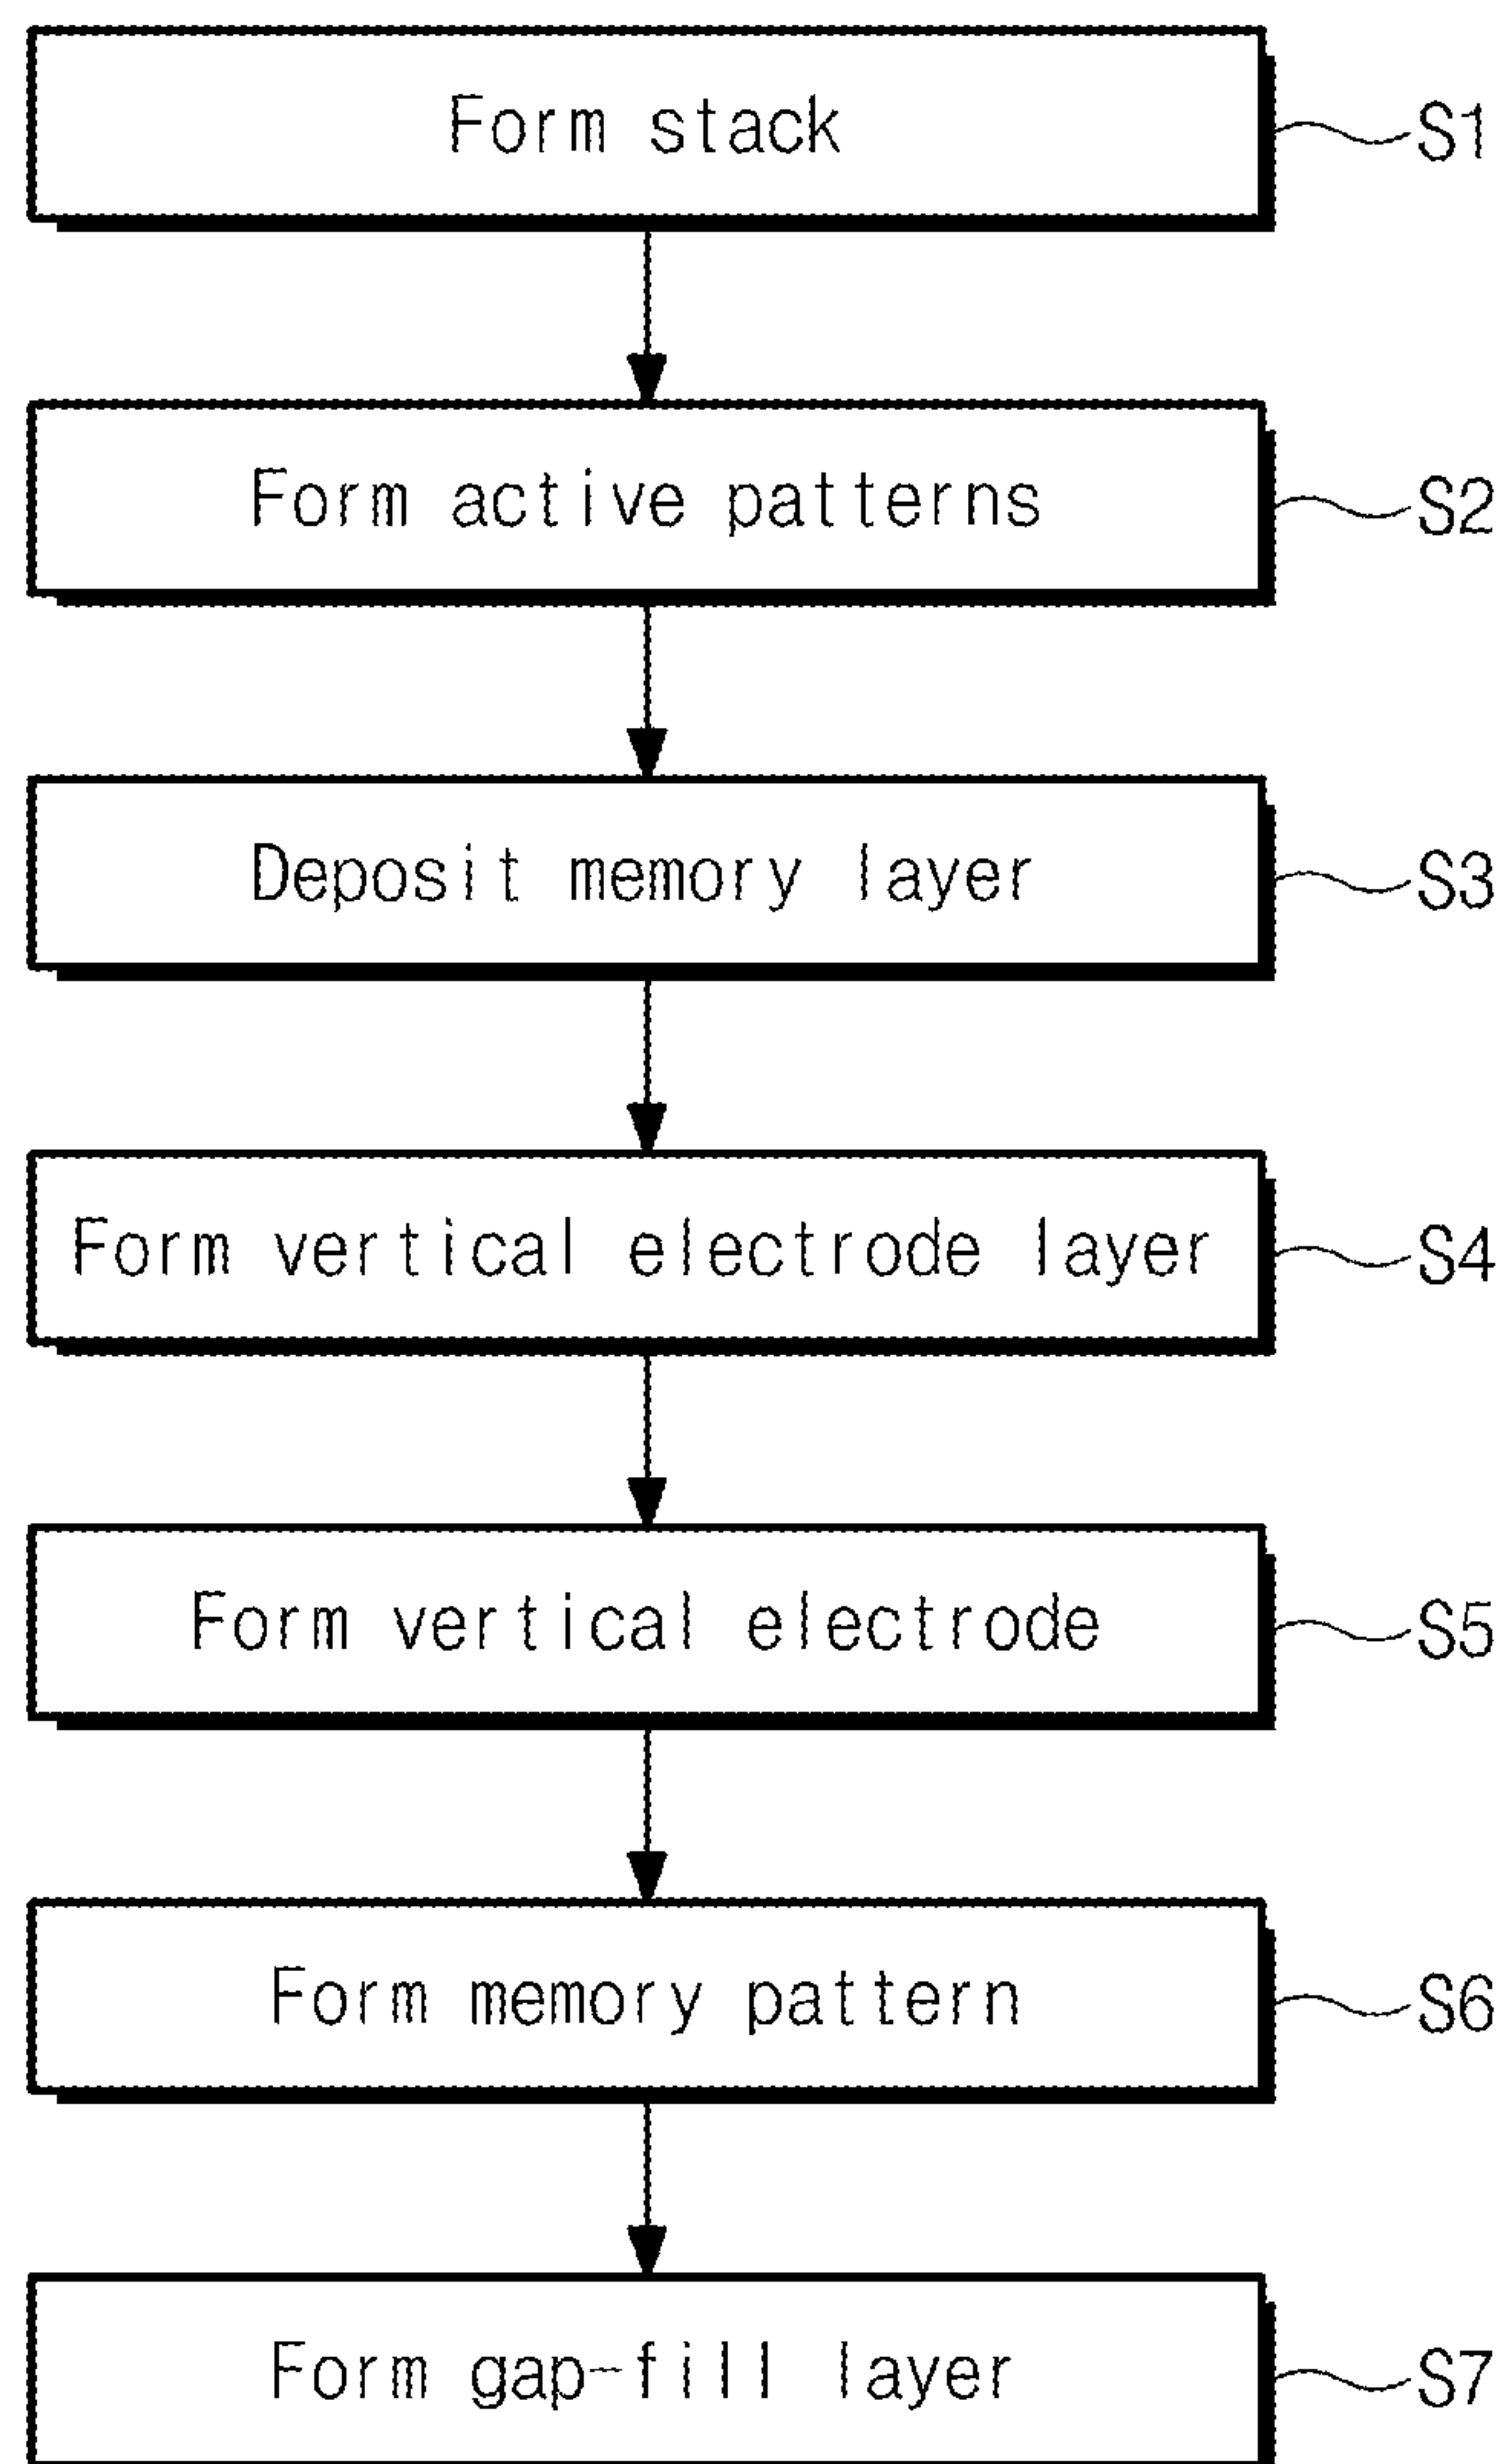 Form stack S1
Form active patterns S2
Deposit memory layer S3
Form vertical electrode layer S4
Form vertical electrode S5
Form memory pattern S6
Form gap-fill layer S7